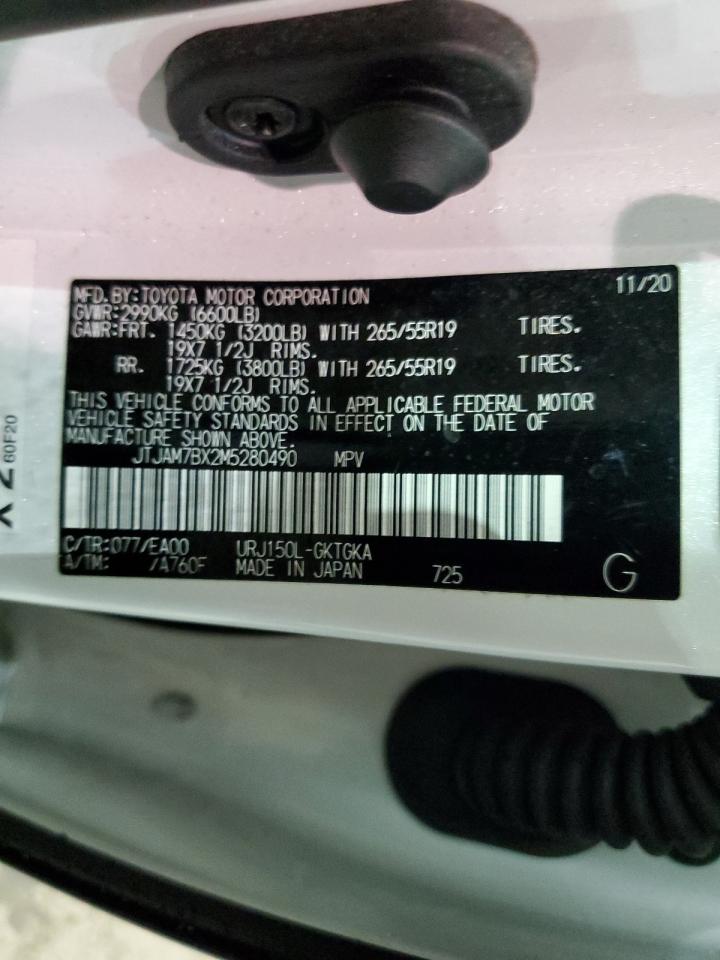 MFD.BY:TOYOTA MOTOR CORPORATION 11/20
GVWR:2990KG (6600LB)
GAWR:FRT. 1450KG (3200LB) WITH 265/55R19 TIRES.
19X7 1/2J RIMS.
RR. 1725KG (3800LB) WITH 265/55R19 TIRES.
19X7 1/2J RIMS.
THIS VEHICLE CONFORMS TO ALL APPLICABLE FEDERAL MOTOR
VEHICLE SAFETY STANDARDS IN EFFECT ON THE DATE OF
MANUFACTURE SHOWN ABOVE.
JTJAM7BX2M5280490 MPV
C/TR:077/EA00 URJ150L-GKTGKA
A/TM: /A760F MADE IN JAPAN 725 G
60F20